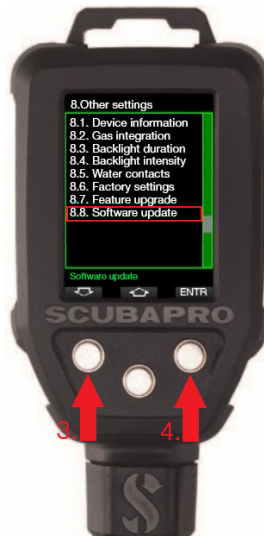 8.Other settings
8.1. Device information
8.2. Gas integration
8.3. Backlight duration
8.4. Backlight intensity
8.5. Water contacts
8.6. Factory settings
8.7. Feature upgrade
8.8. Software update
Software update
ENTR
SCUBAPRO
3. 4.
S